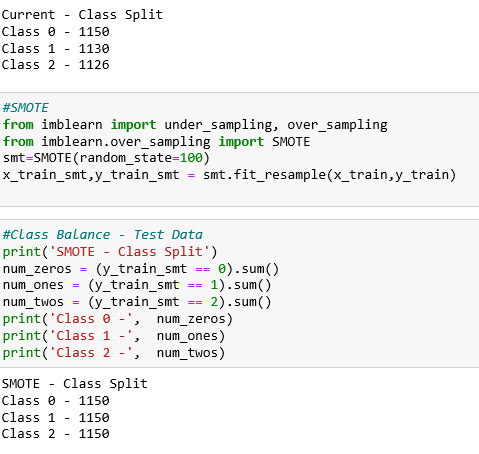 Current - Class Split
Class 0 - 1150
Class 1 - 1130
Class 2 - 1126
#SMOTE
from imblearn import under_sampling, over_sampling
from imblearn.over_sampling import SMOTE
smt=SMOTE(random_state=100)
x_train_smt,y_train_smt = smt.fit_resample(x_train,y_train)
#Class Balance - Test Data
print('SMOTE - Class Split')
num_zeros = (y_train_smt == 0).sum()
num_ones = (y_train_smt == 1).sum()
num_twos = (y_train_smt == 2).sum()
print('Class 0 -',  num_zeros)
print('Class 1 -',  num_ones)
print('Class 2 -',  num_twos)
SMOTE - Class Split
Class 0 - 1150
Class 1 - 1150
Class 2 - 1150